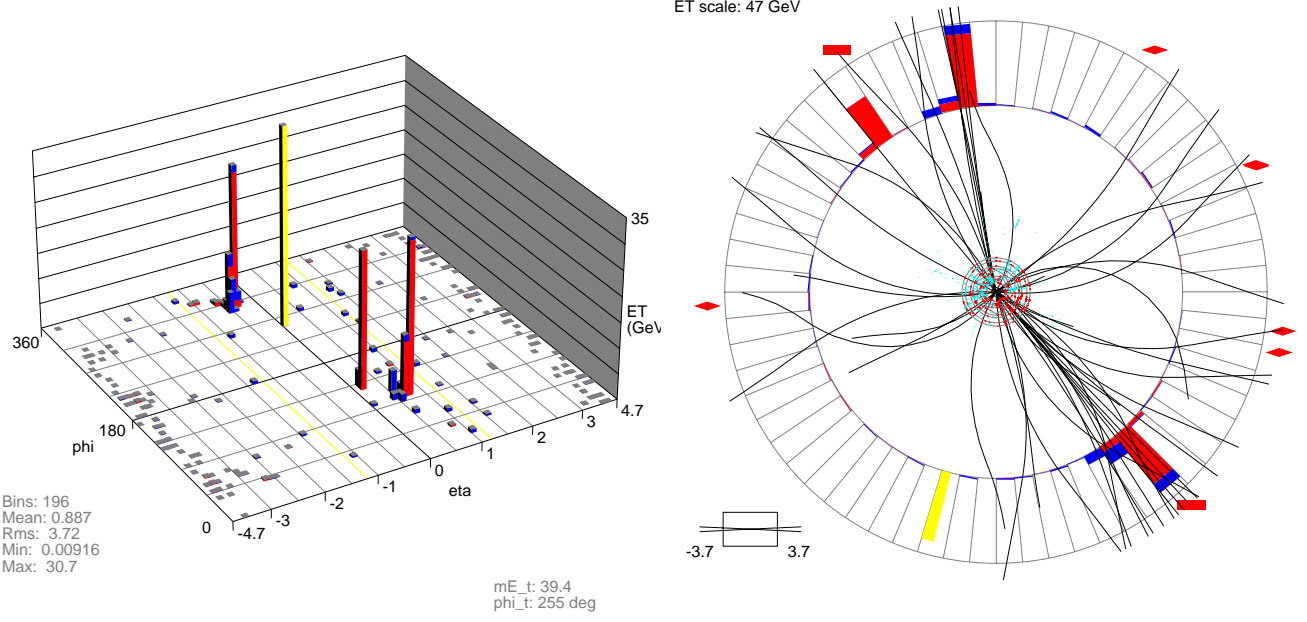 ET scale: 47 GeV
35
ET
(GeV
4.7
3
2
1
0
-1
-2
-3
-4.7
eta
360
180
0
phi
Bins: 196
Mean: 0.887
Rms: 3.72
Min: 0.00916
Max: 30.7
mE_t: 39.4
phi_t: 255 deg
-3.7
3.7